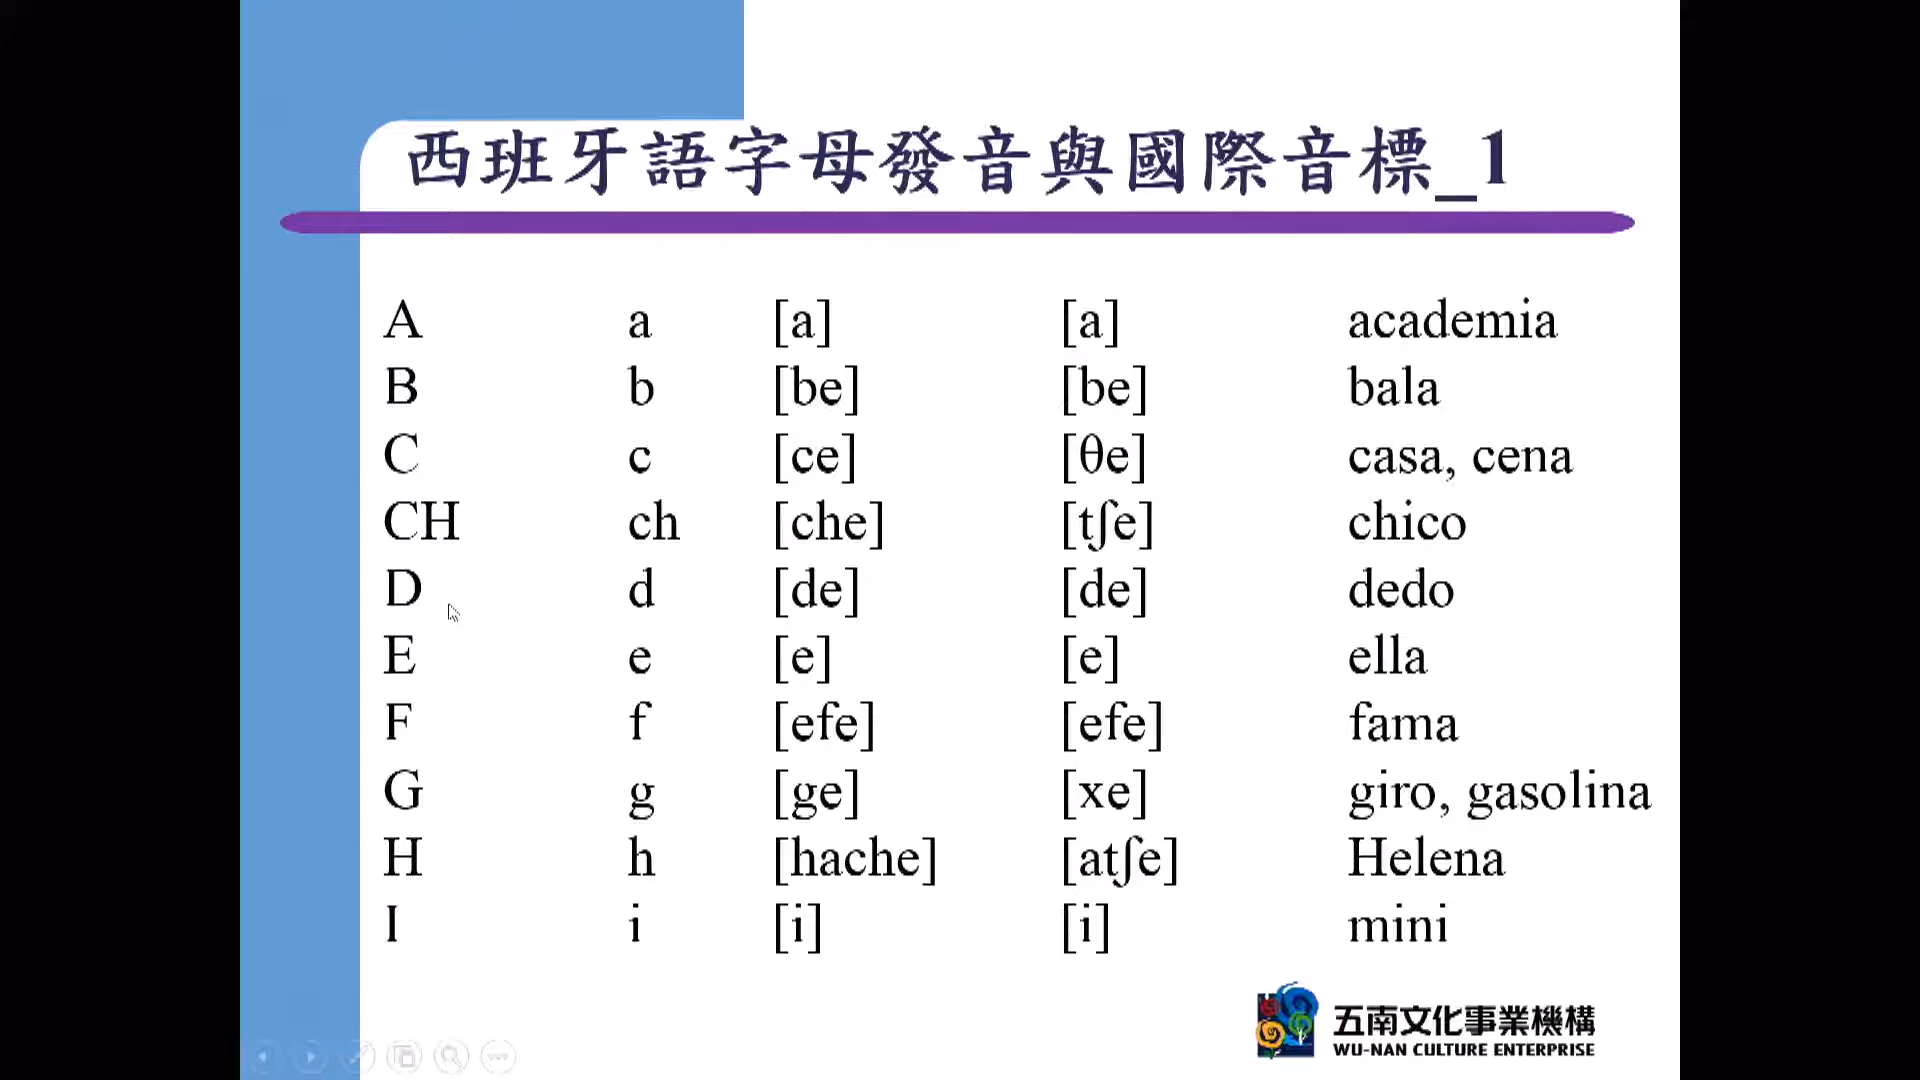 西班牙語字母發音與國際音標_1
A a [a] [a] academia
B b [be] [be] bala
C c [ce] [θe] casa, cena
CH ch [che] [tʃe] chico
D d [de] [de] dedo
E e [e] [e] ella
F f [efe] [efe] fama
G g [ge] [xe] giro, gasolina
H h [hache] [atʃe] Helena
I i [i] [i] mini
五南文化事業機構
WU-NAN CULTURE ENTERPRISE